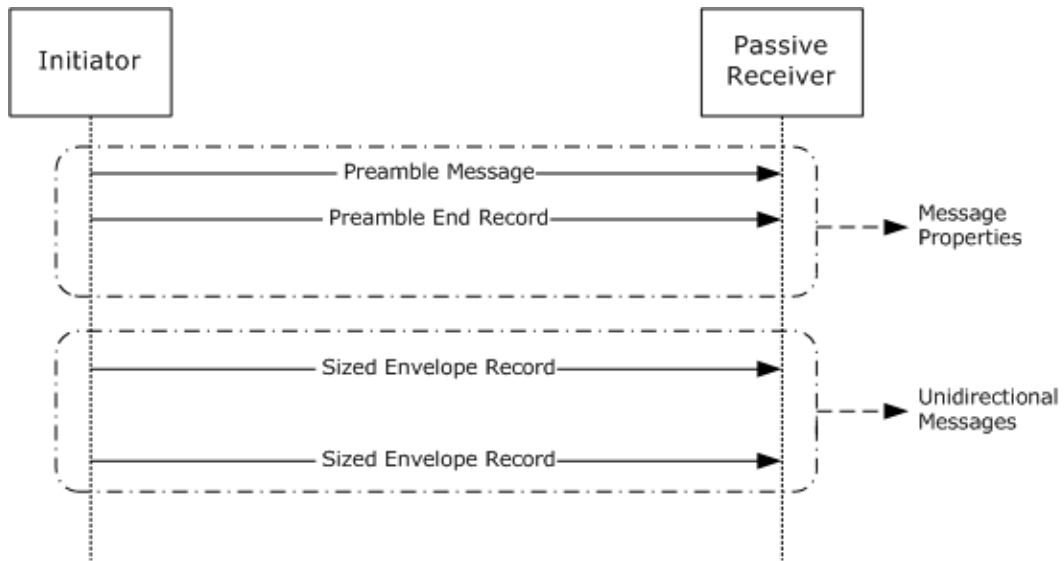 Initiator
Passive
Receiver
Preamble Message
Preamble End Record
Message
Properties
Sized Envelope Record
Unidirectional
Messages
Sized Envelope Record